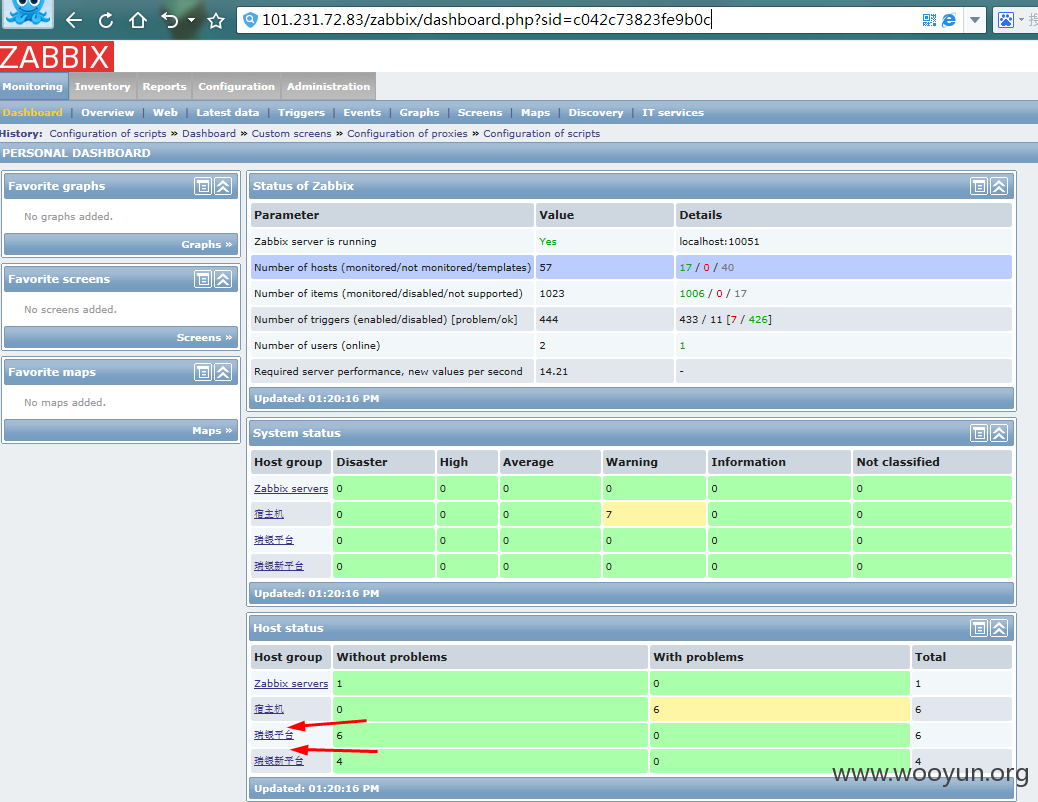 101.231.72.83/zabbix/dashboard.php?sid=c042c73823fe9b0c
ZABBIX
Monitoring Inventory Reports Configuration Administration
Dashboard | Overview | Web | Latest data | Triggers | Events | Graphs | Screens | Maps | Discovery | IT services
History: Configuration of scripts » Dashboard » Custom screens » Configuration of proxies » Configuration of scripts
PERSONAL DASHBOARD
Favorite graphs
No graphs added.
Graphs »
Favorite screens
No screens added.
Screens »
Favorite maps
No maps added.
Maps »
Status of Zabbix
Parameter Value Details
Zabbix server is running Yes localhost:10051
Number of hosts (monitored/not monitored/templates) 57 17 / 0 / 40
Number of items (monitored/disabled/not supported) 1023 1006 / 0 / 17
Number of triggers (enabled/disabled) [problem/ok] 444 433 / 11 [7 / 426]
Number of users (online) 2 1
Required server performance, new values per second 14.21 -
Updated: 01:20:16 PM
System status
Host group Disaster High Average Warning Information Not classified
Zabbix servers 0 0 0 0 0 0
宿主机 0 0 0 7 0 0
瑞银平台 0 0 0 0 0 0
瑞银新平台 0 0 0 0 0 0
Updated: 01:20:16 PM
Host status
Host group Without problems With problems Total
Zabbix servers 1 0 1
宿主机 0 6 6
瑞银平台 6 0 6
瑞银新平台 4 0 4
Updated: 01:20:16 PM
www.wooyun.org